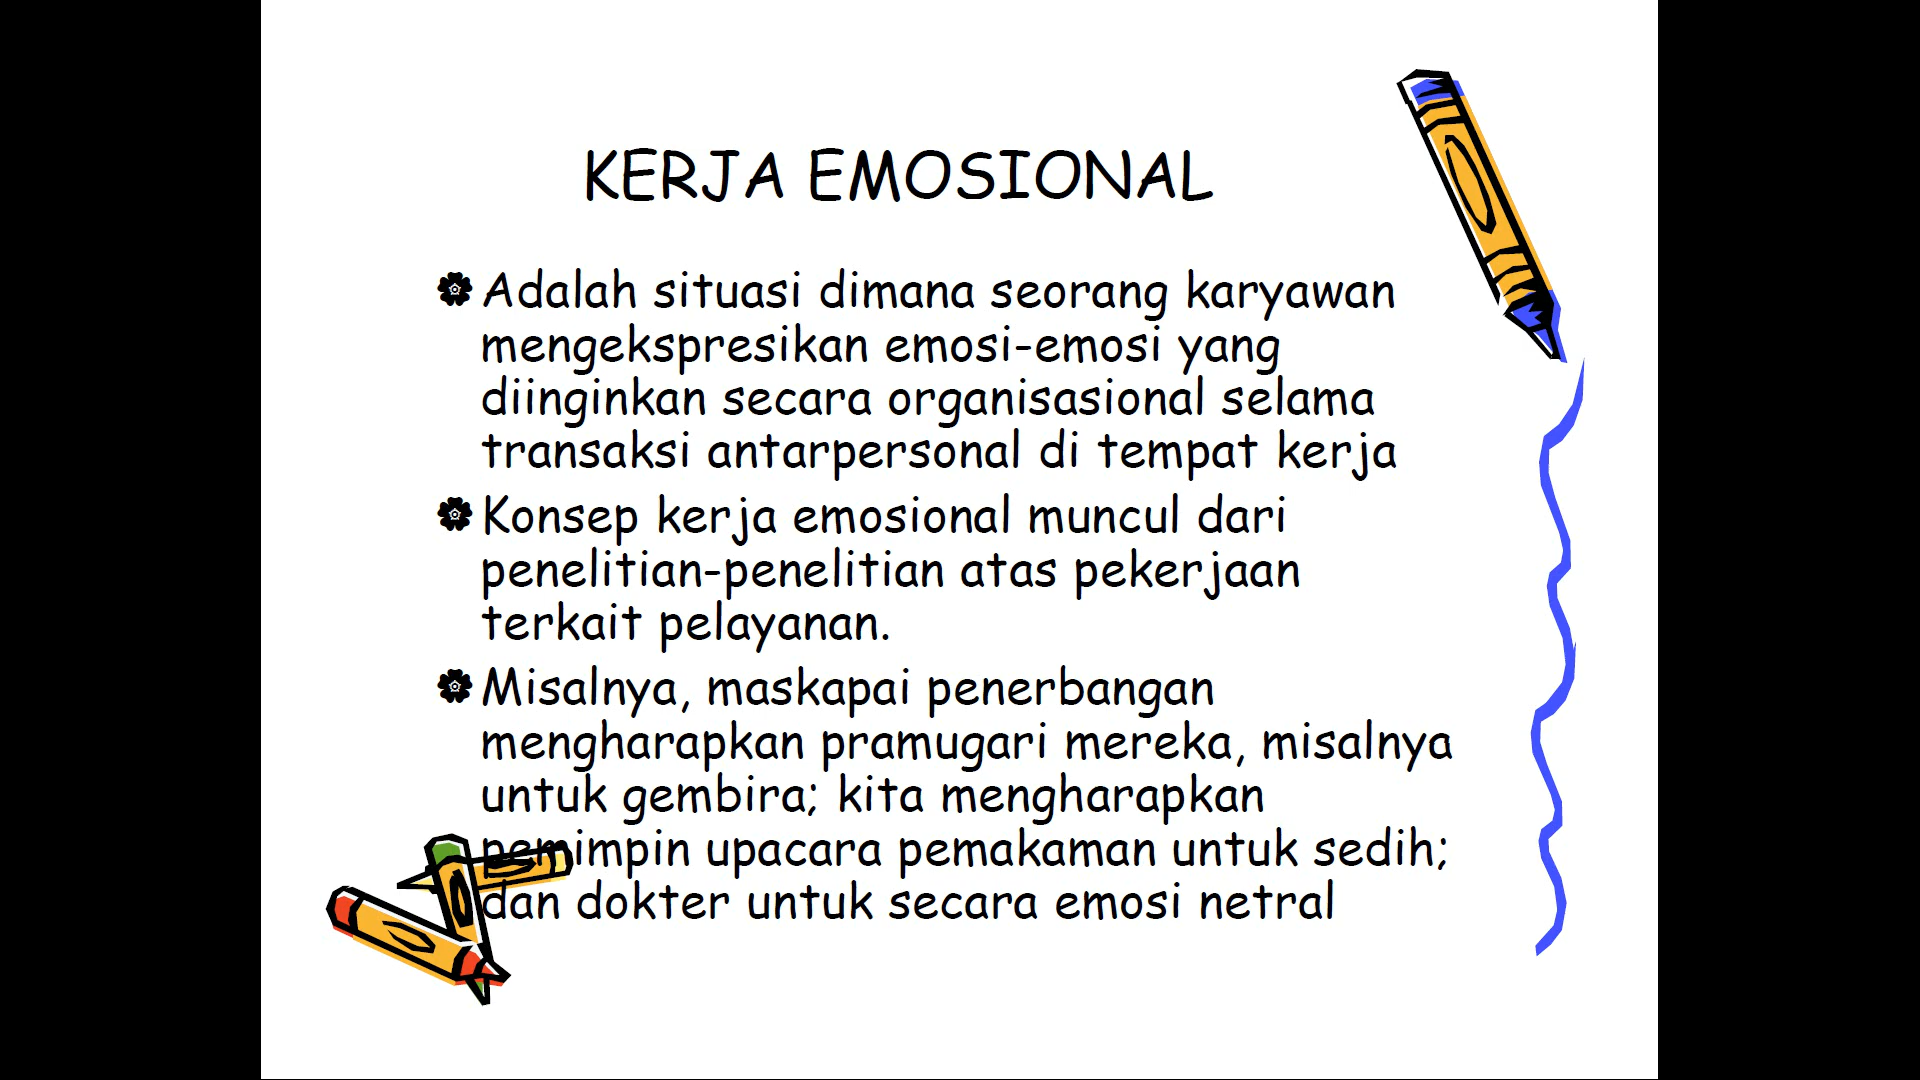 KERJA EMOSIONAL
Adalah situasi dimana seorang karyawan
mengekspresikan emosi-emosi yang
diinginkan secara organisasional selama
transaksi antarpersonal di tempat kerja
Konsep kerja emosional muncul dari
penelitian-penelitian atas pekerjaan
terkait pelayanan.
Misalnya, maskapai penerbangan
mengharapkan pramugari mereka, misalnya
untuk gembira; kita mengharapkan
pemimpin upacara pemakaman untuk sedih;
dan dokter untuk secara emosi netral